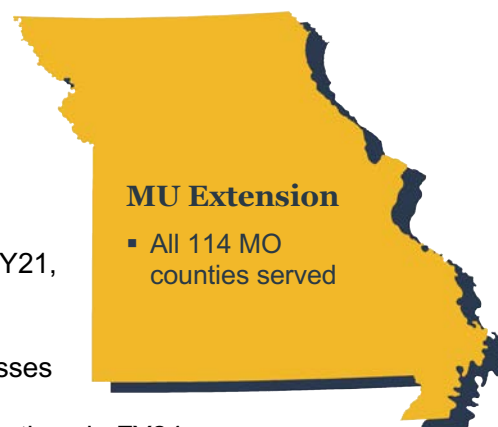 MU Extension
▪ All 114 MO
counties served
Y21,
sses